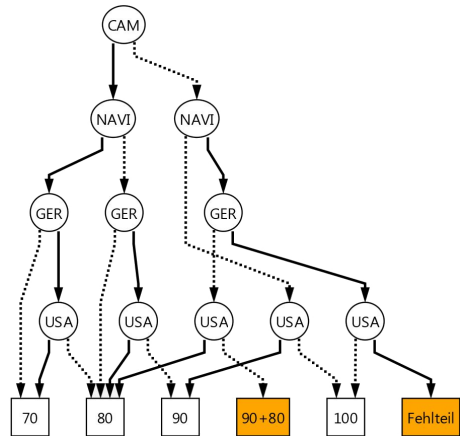 CAM
NAVI NAVI
GER GER GER
USA USA USA USA USA
70 80 90 90+80 100 Fehlteil